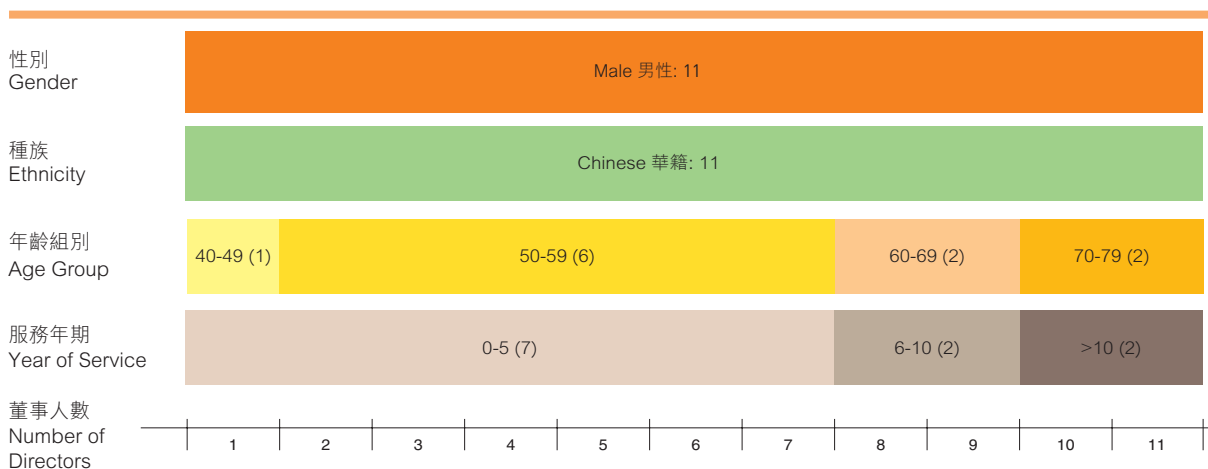 性別
Gender
Male 男性: 11
種族
Ethnicity
Chinese 華籍: 11
年齡組別
Age Group
40-49 (1)
50-59 (6)
60-69 (2)
70-79 (2)
服務年期
Year of Service
0-5 (7)
6-10 (2)
>10 (2)
董事人數
Number of
Directors
1 2 3 4 5 6 7 8 9 10 11